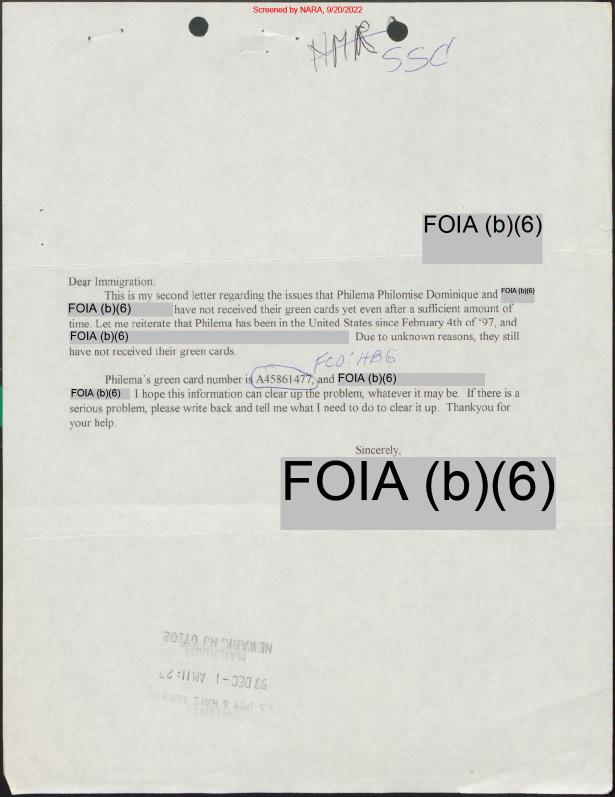 Screened by NARA, 9/20/2022
NMR SSC
FOIA (b)(6)
Dear Immigration:
This is my second letter regarding the issues that Philema Philomise Dominique and FOIA (b)(6)
FOIA (b)(6) have not received their green cards yet even after a sufficient amount of
time. Let me reiterate that Philema has been in the United States since February 4th of '97, and
FOIA (b)(6) Due to unknown reasons, they still
have not received their green cards.
FCO: HBG
Philema's green card number is A45861477, and FOIA (b)(6)
FOIA (b)(6) I hope this information can clear up the problem, whatever it may be. If there is a
serious problem, please write back and tell me what I need to do to clear it up. Thankyou for
your help.
Sincerely,
FOIA (b)(6)
NEWARK, NJ 07102
MAILROOM
97 DEC -1 AM 11:27